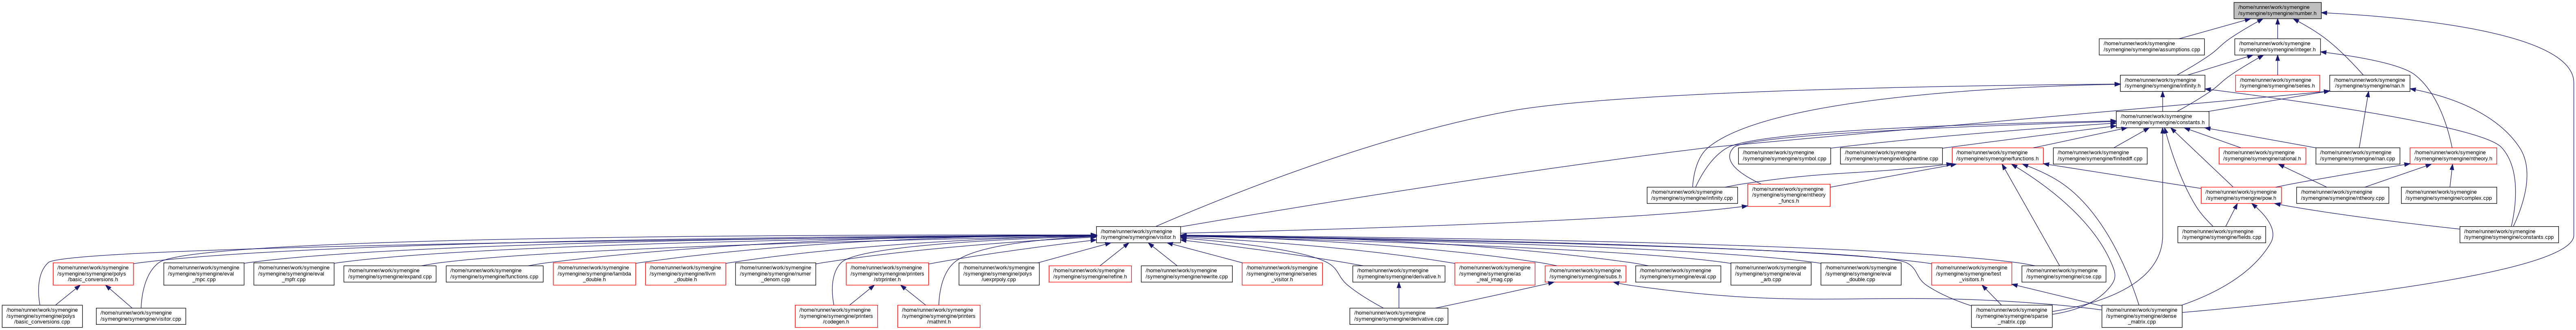 /home/runner/work/symengine
/symengine/symengine/number.h
/home/runner/work/symengine
/symengine/symengine/assumptions.cpp
/home/runner/work/symengine
/symengine/symengine/integer.h
/home/runner/work/symengine
/symengine/symengine/infinity.h
/home/runner/work/symengine
/symengine/symengine/series.h
/home/runner/work/symengine
/symengine/symengine/nan.h
/home/runner/work/symengine
/symengine/symengine/constants.h
/home/runner/work/symengine
/symengine/symengine/symbol.cpp
/home/runner/work/symengine
/symengine/symengine/diophantine.cpp
/home/runner/work/symengine
/symengine/symengine/functions.h
/home/runner/work/symengine
/symengine/symengine/finitediff.cpp
/home/runner/work/symengine
/symengine/symengine/rational.h
/home/runner/work/symengine
/symengine/symengine/nan.cpp
/home/runner/work/symengine
/symengine/symengine/ntheory.h
/home/runner/work/symengine
/symengine/symengine/infinity.cpp
/home/runner/work/symengine
/symengine/symengine/ntheory
_funcs.h
/home/runner/work/symengine
/symengine/symengine/pow.h
/home/runner/work/symengine
/symengine/symengine/ntheory.cpp
/home/runner/work/symengine
/symengine/symengine/complex.cpp
/home/runner/work/symengine
/symengine/symengine/visitor.h
/home/runner/work/symengine
/symengine/symengine/fields.cpp
/home/runner/work/symengine
/symengine/symengine/constants.cpp
/home/runner/work/symengine
/symengine/symengine/polys
/basic_conversions.h
/home/runner/work/symengine
/symengine/symengine/eval
_mpc.cpp
/home/runner/work/symengine
/symengine/symengine/eval
_mpfr.cpp
/home/runner/work/symengine
/symengine/symengine/expand.cpp
/home/runner/work/symengine
/symengine/symengine/functions.cpp
/home/runner/work/symengine
/symengine/symengine/lambda
_double.h
/home/runner/work/symengine
/symengine/symengine/llvm
_double.h
/home/runner/work/symengine
/symengine/symengine/numer
_denom.cpp
/home/runner/work/symengine
/symengine/symengine/printers
/strprinter.h
/home/runner/work/symengine
/symengine/symengine/polys
/uexprpoly.cpp
/home/runner/work/symengine
/symengine/symengine/refine.h
/home/runner/work/symengine
/symengine/symengine/rewrite.cpp
/home/runner/work/symengine
/symengine/symengine/series
_visitor.h
/home/runner/work/symengine
/symengine/symengine/derivative.h
/home/runner/work/symengine
/symengine/symengine/as
_real_imag.cpp
/home/runner/work/symengine
/symengine/symengine/subs.h
/home/runner/work/symengine
/symengine/symengine/eval.cpp
/home/runner/work/symengine
/symengine/symengine/eval
_arb.cpp
/home/runner/work/symengine
/symengine/symengine/eval
_double.cpp
/home/runner/work/symengine
/symengine/symengine/test
_visitors.h
/home/runner/work/symengine
/symengine/symengine/cse.cpp
/home/runner/work/symengine
/symengine/symengine/polys
/basic_conversions.cpp
/home/runner/work/symengine
/symengine/symengine/visitor.cpp
/home/runner/work/symengine
/symengine/symengine/printers
/codegen.h
/home/runner/work/symengine
/symengine/symengine/printers
/mathml.h
/home/runner/work/symengine
/symengine/symengine/derivative.cpp
/home/runner/work/symengine
/symengine/symengine/sparse
_matrix.cpp
/home/runner/work/symengine
/symengine/symengine/dense
_matrix.cpp